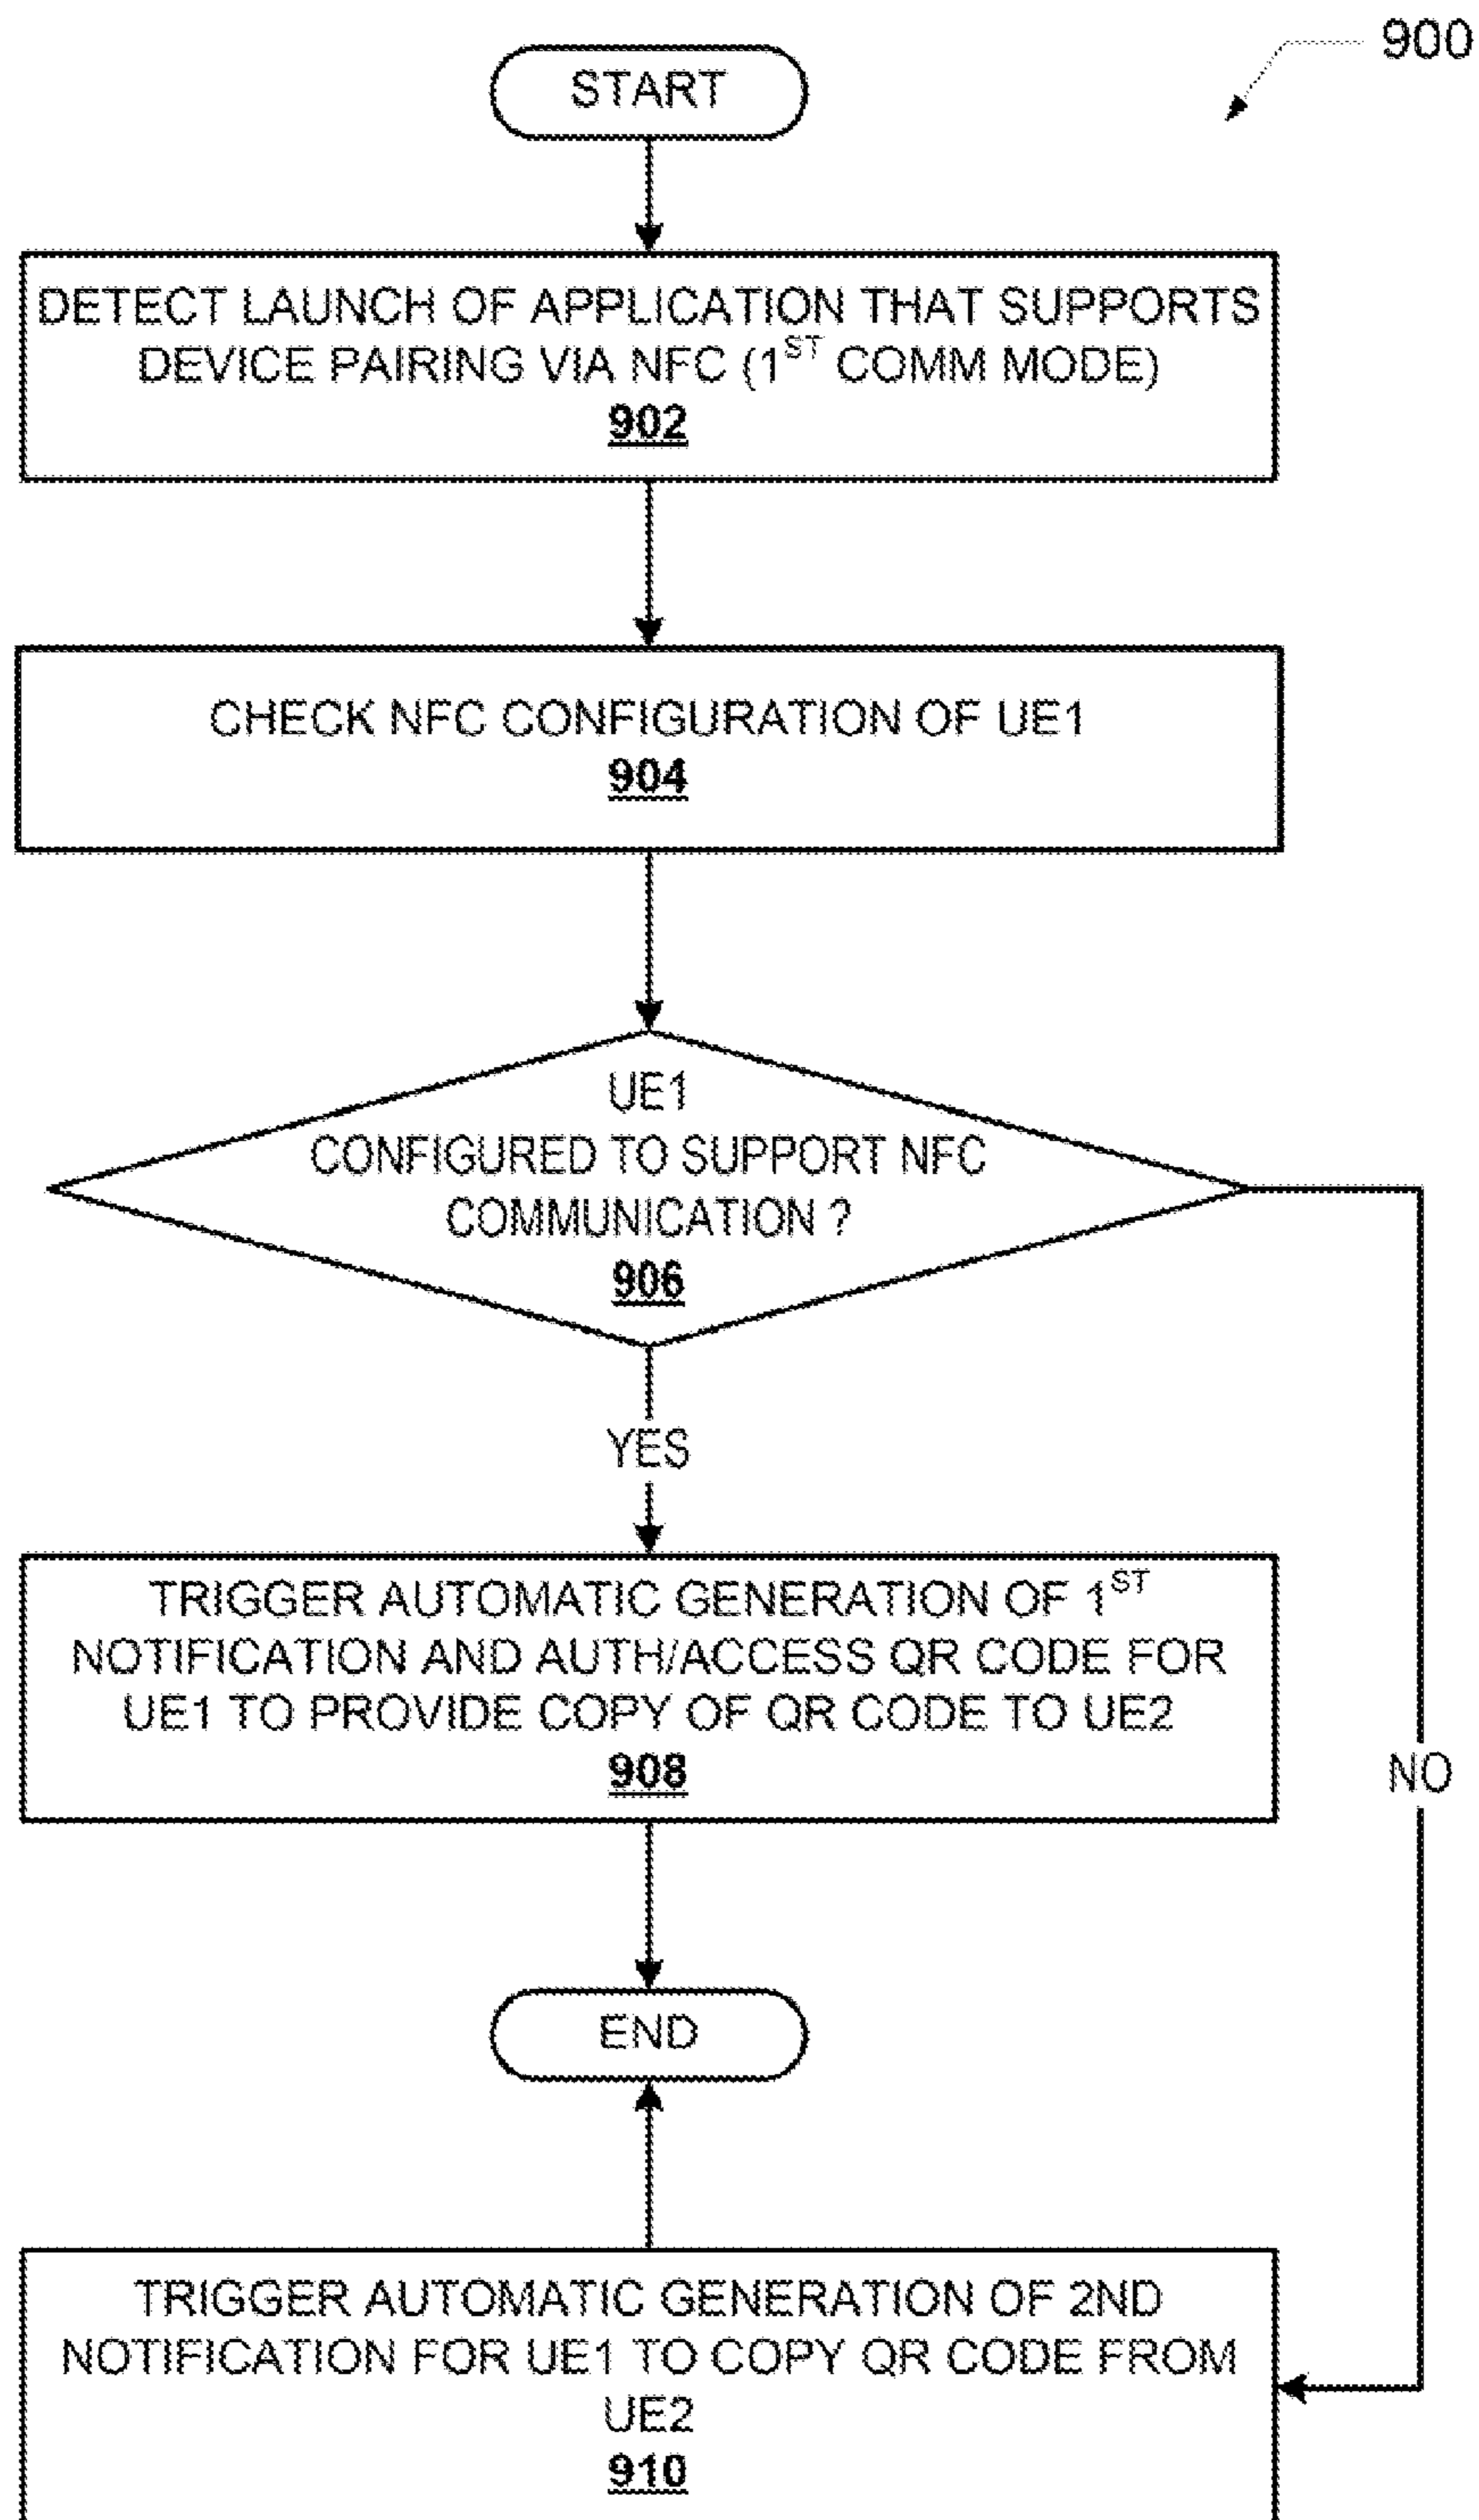 900
START
DETECT LAUNCH OF APPLICATION THAT SUPPORTS
DEVICE PAIRING VIA NFC (1ST COMM MODE)
902
CHECK NFC CONFIGURATION OF UE1
904
UE1
CONFIGURED TO SUPPORT NFC
COMMUNICATION ?
906
YES
TRIGGER AUTOMATIC GENERATION OF 1ST
NOTIFICATION AND AUTH/ACCESS QR CODE FOR
UE1 TO PROVIDE COPY OF QR CODE TO UE2
908
NO
END
TRIGGER AUTOMATIC GENERATION OF 2ND
NOTIFICATION FOR UE1 TO COPY QR CODE FROM
UE2
910